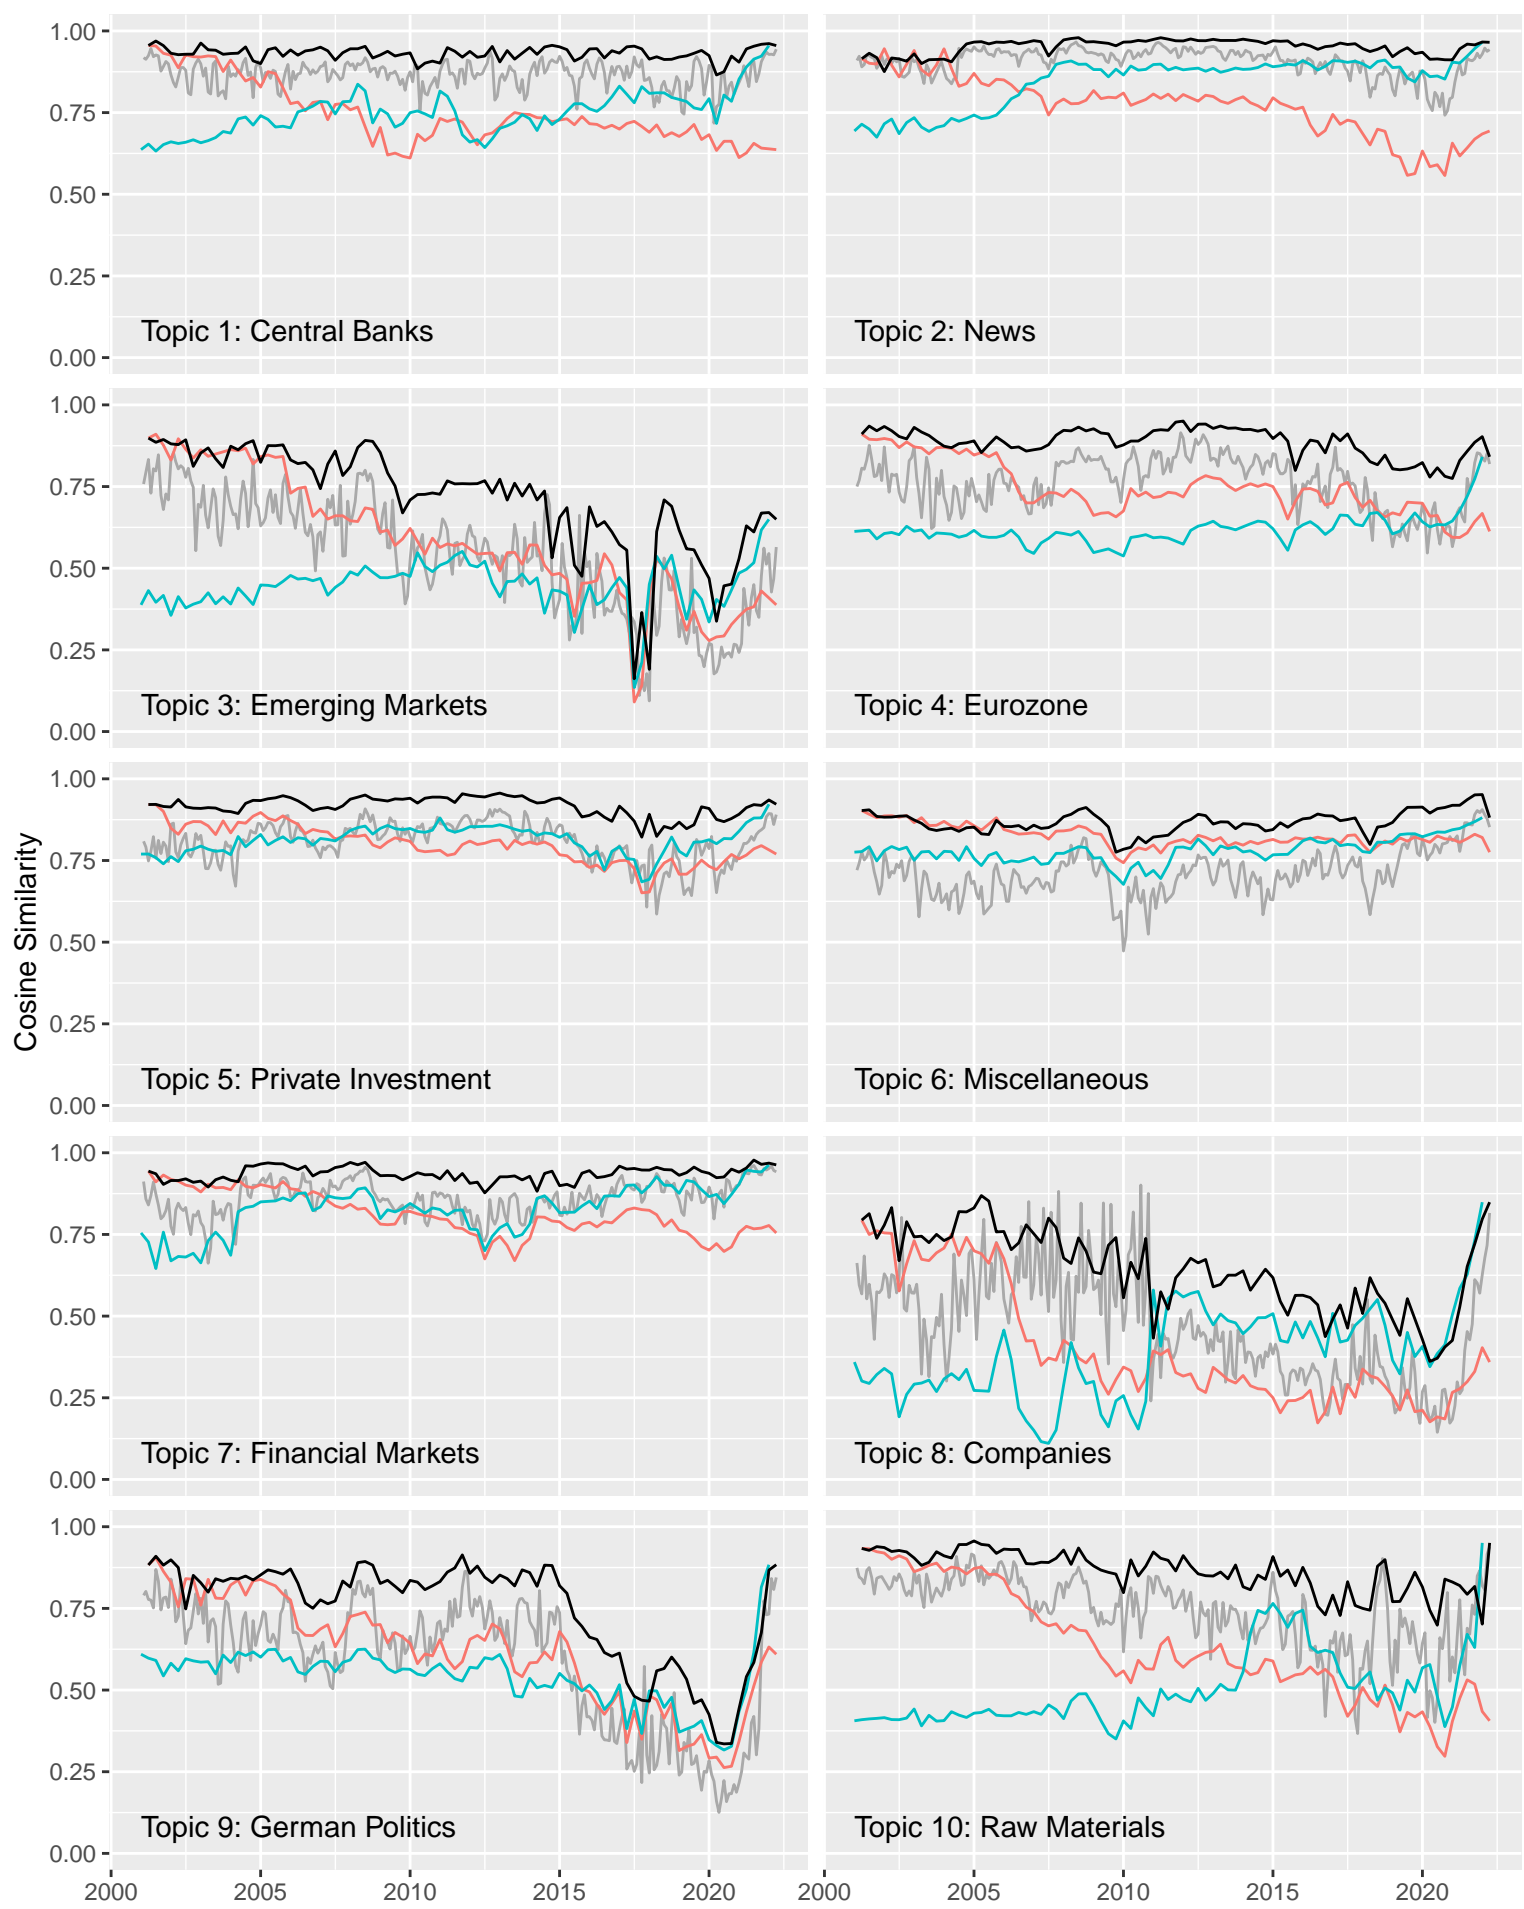 1.00
0.75
0.50
0.25
0.00
Topic 1: Central Banks
Topic 2: News
1.00
0.75
0.50
0.25
0.00
Topic 3: Emerging Markets
Topic 4: Eurozone
Cosine Similarity
1.00
0.75
0.50
0.25
0.00
Topic 5: Private Investment
Topic 6: Miscellaneous
1.00
0.75
0.50
0.25
0.00
Topic 7: Financial Markets
Topic 8: Companies
1.00
0.75
0.50
0.25
0.00
Topic 9: German Politics
Topic 10: Raw Materials
2000 2005 2010 2015 2020 2000 2005 2010 2015 2020